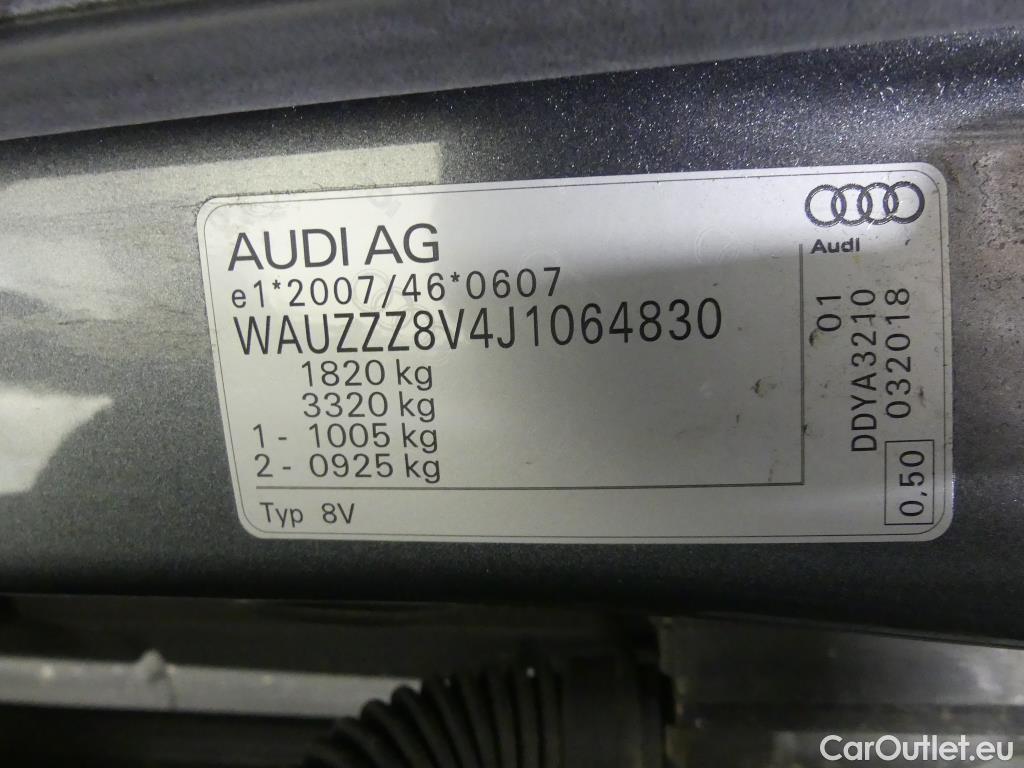 AUDI AG
e1*2007/46*0607
WAUZZZ8V4J1064830
1820 kg
3320 kg
1- 1005 kg
2- 0925 kg
Typ 8V
Audi
01
DDYA3210
032018
0,50
CarOutlet.eu